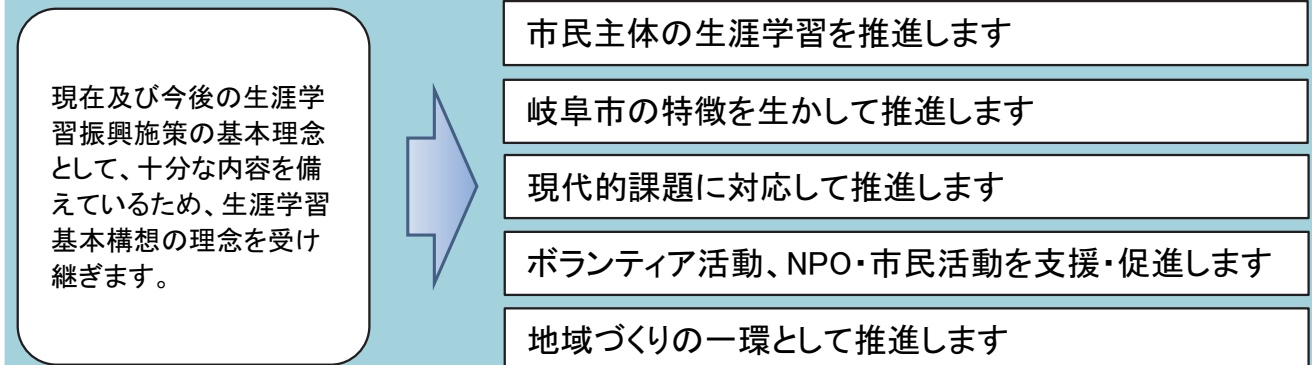 現在及び今後の生涯学
習振興施策の基本理念
として、十分な内容を備
えているため、生涯学習
基本構想の理念を受け
継ぎます。
市民主体の生涯学習を推進します
岐阜市の特徴を生かして推進します
現代的課題に対応して推進します
ボランティア活動、NPO・市民活動を支援・促進します
地域づくりの一環として推進します